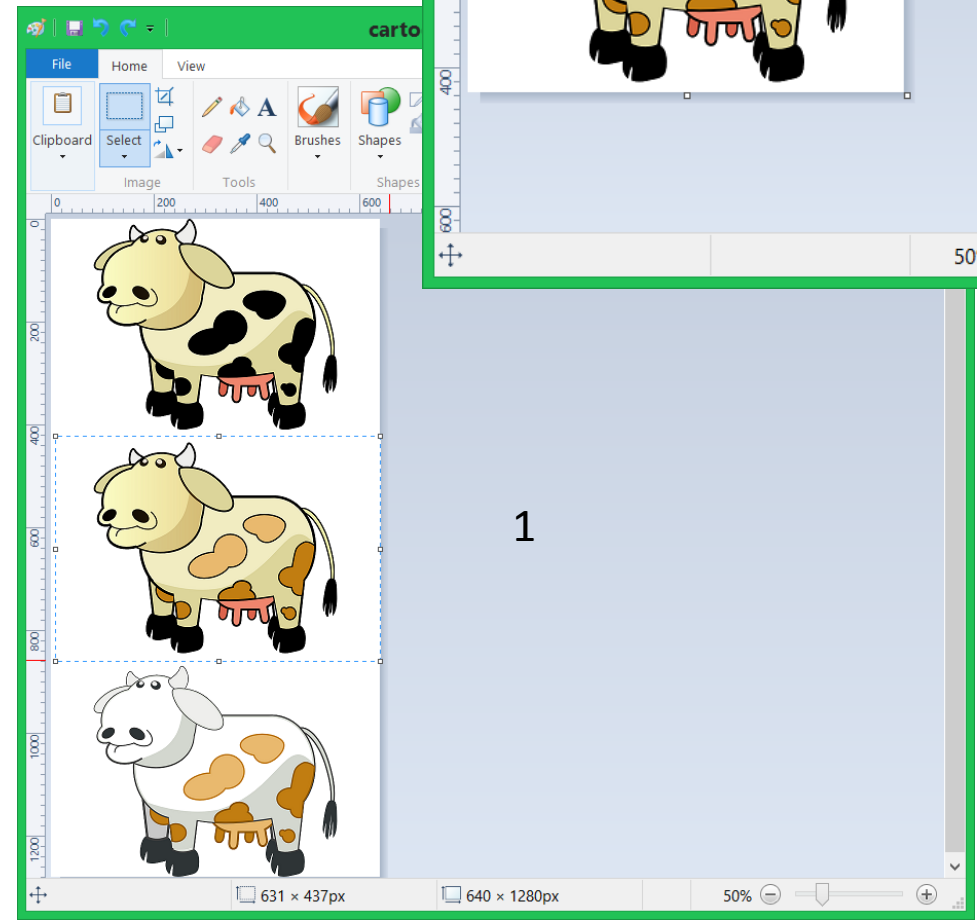 carto
File Home View
Clipboard Select Brushes Shapes
Image Tools Shapes
0 200 400 600
0
200
400
600
800
1000
1200
400
600
50%
1
631 × 437px 640 × 1280px 50%